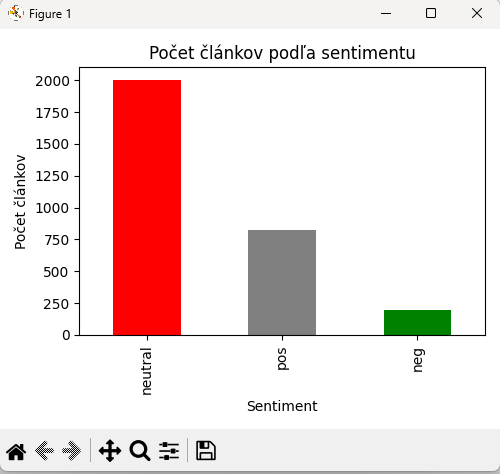 Figure 1
Počet článkov podľa sentimentu
2000
1750
1500
1250
1000
750
500
250
0
Počet článkov
neutral
pos
neg
Sentiment